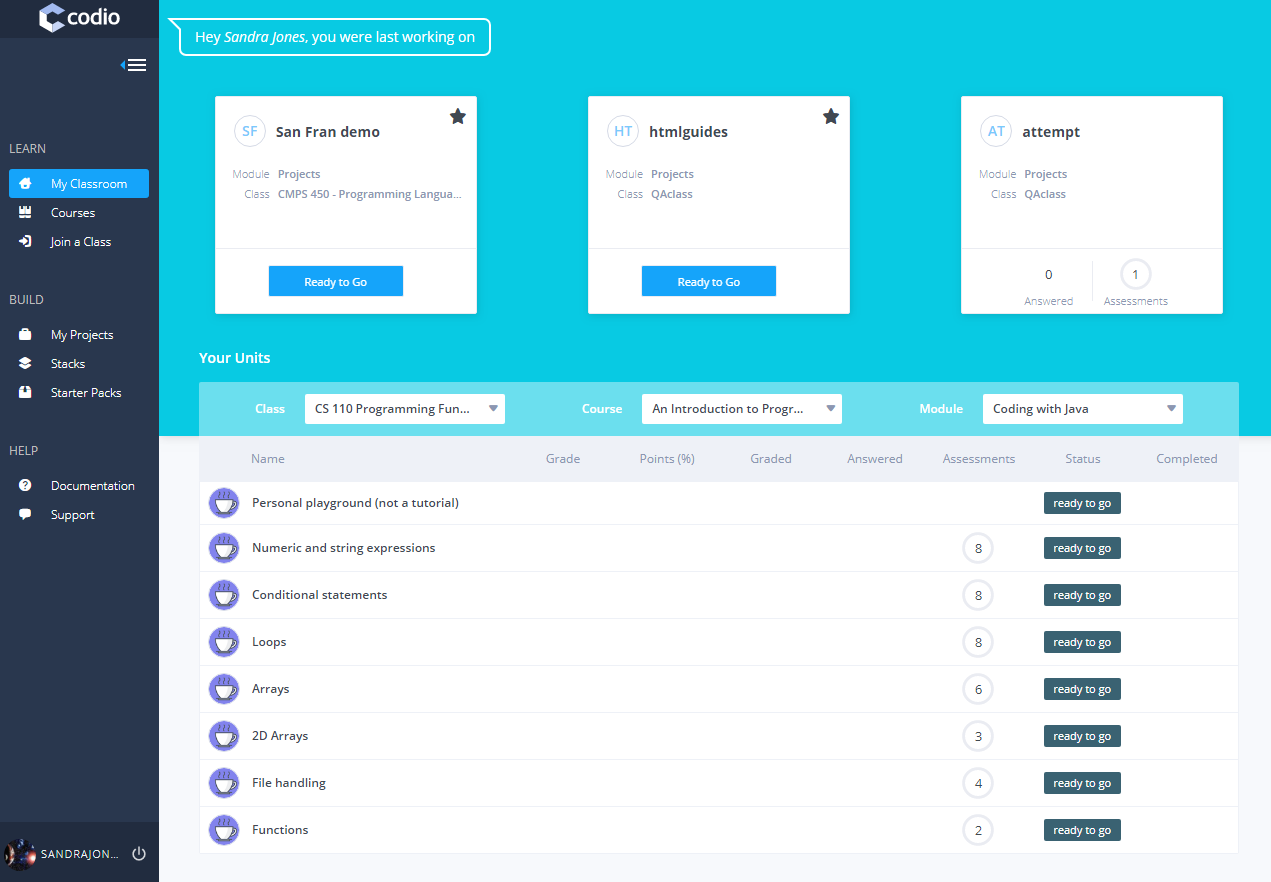 codio
Hey Sandra Jones, you were last working on
LEARN
My Classroom
Courses
Join a Class
BUILD
My Projects
Stacks
Starter Packs
HELP
Documentation
Support
SANDRAJON...
SF San Fran demo
Module Projects
Class CMPS 450 - Programming Langua...
Ready to Go
HT htmlguides
Module Projects
Class QAclass
Ready to Go
AT attempt
Module Projects
Class QAclass
0 1
Answered Assessments
Your Units
Class CS 110 Programming Fun... Course An Introduction to Progr... Module Coding with Java
Name Grade Points (%) Graded Answered Assessments Status Completed
Personal playground (not a tutorial) ready to go
Numeric and string expressions 8 ready to go
Conditional statements 8 ready to go
Loops 8 ready to go
Arrays 6 ready to go
2D Arrays 3 ready to go
File handling 4 ready to go
Functions 2 ready to go